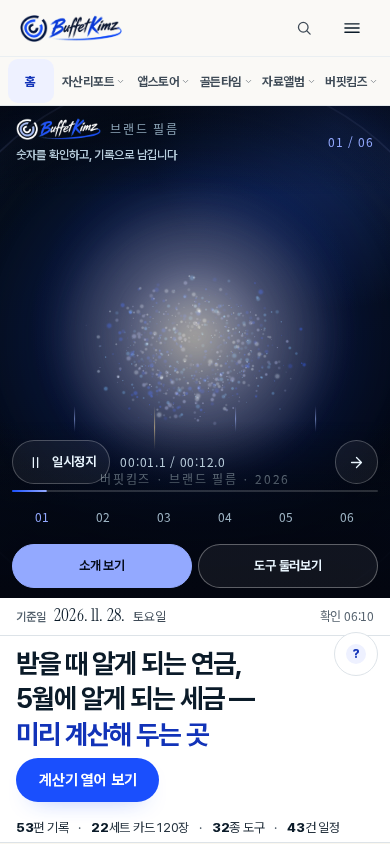 BuffetKimz
홈 자산리포트 앱스토어 골든타임 자료앨범 버핏킴즈
BuffetKimz 브랜드 필름
숫자를 확인하고, 기록으로 남깁니다
01 / 06
일시정지 00:01.1 / 00:12.0
버핏킴즈 · 브랜드 필름 · 2026
01 02 03 04 05 06
소개 보기 도구 둘러보기
기준일 2026. 11. 28. 토요일 확인 06:10
받을 때 알게 되는 연금,
?
5월에 알게 되는 세금 —
미리 계산해 두는 곳
계산기 열어 보기
53편 기록 · 22세트 카드 120장 · 32종 도구 · 43건 일정